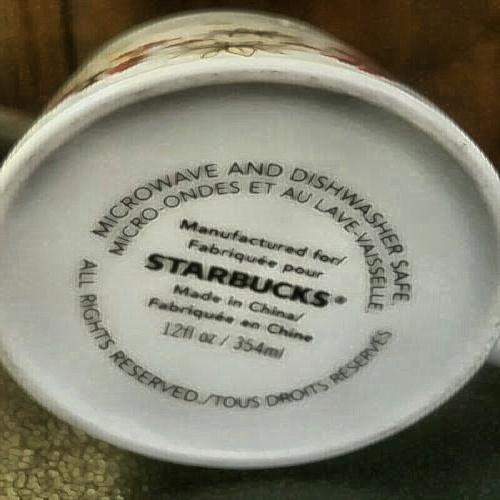 MICROWAVE AND DISHWASHER SAFE
MICRO-ONDES ET AU LAVE-VAISSELLE
Manufactured for/
Fabriquée pour
STARBUCKS®
Made in China/
Fabriquée en Chine
12fl oz / 354ml
ALL RIGHTS RESERVED./TOUS DROITS RESERVÉS